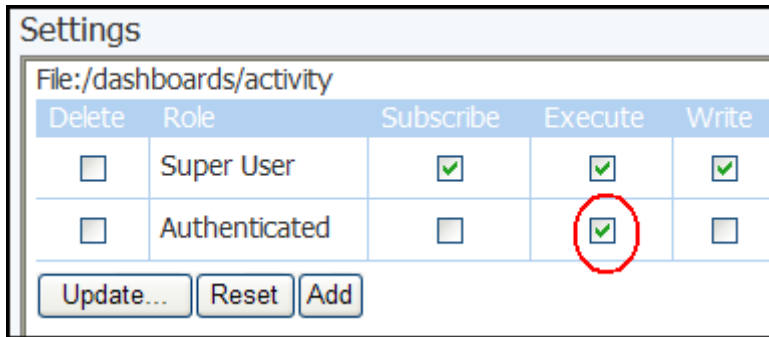 Settings
File:/dashboards/activity
Delete Role Subscribe Execute Write
Super User
Authenticated
Update... Reset Add